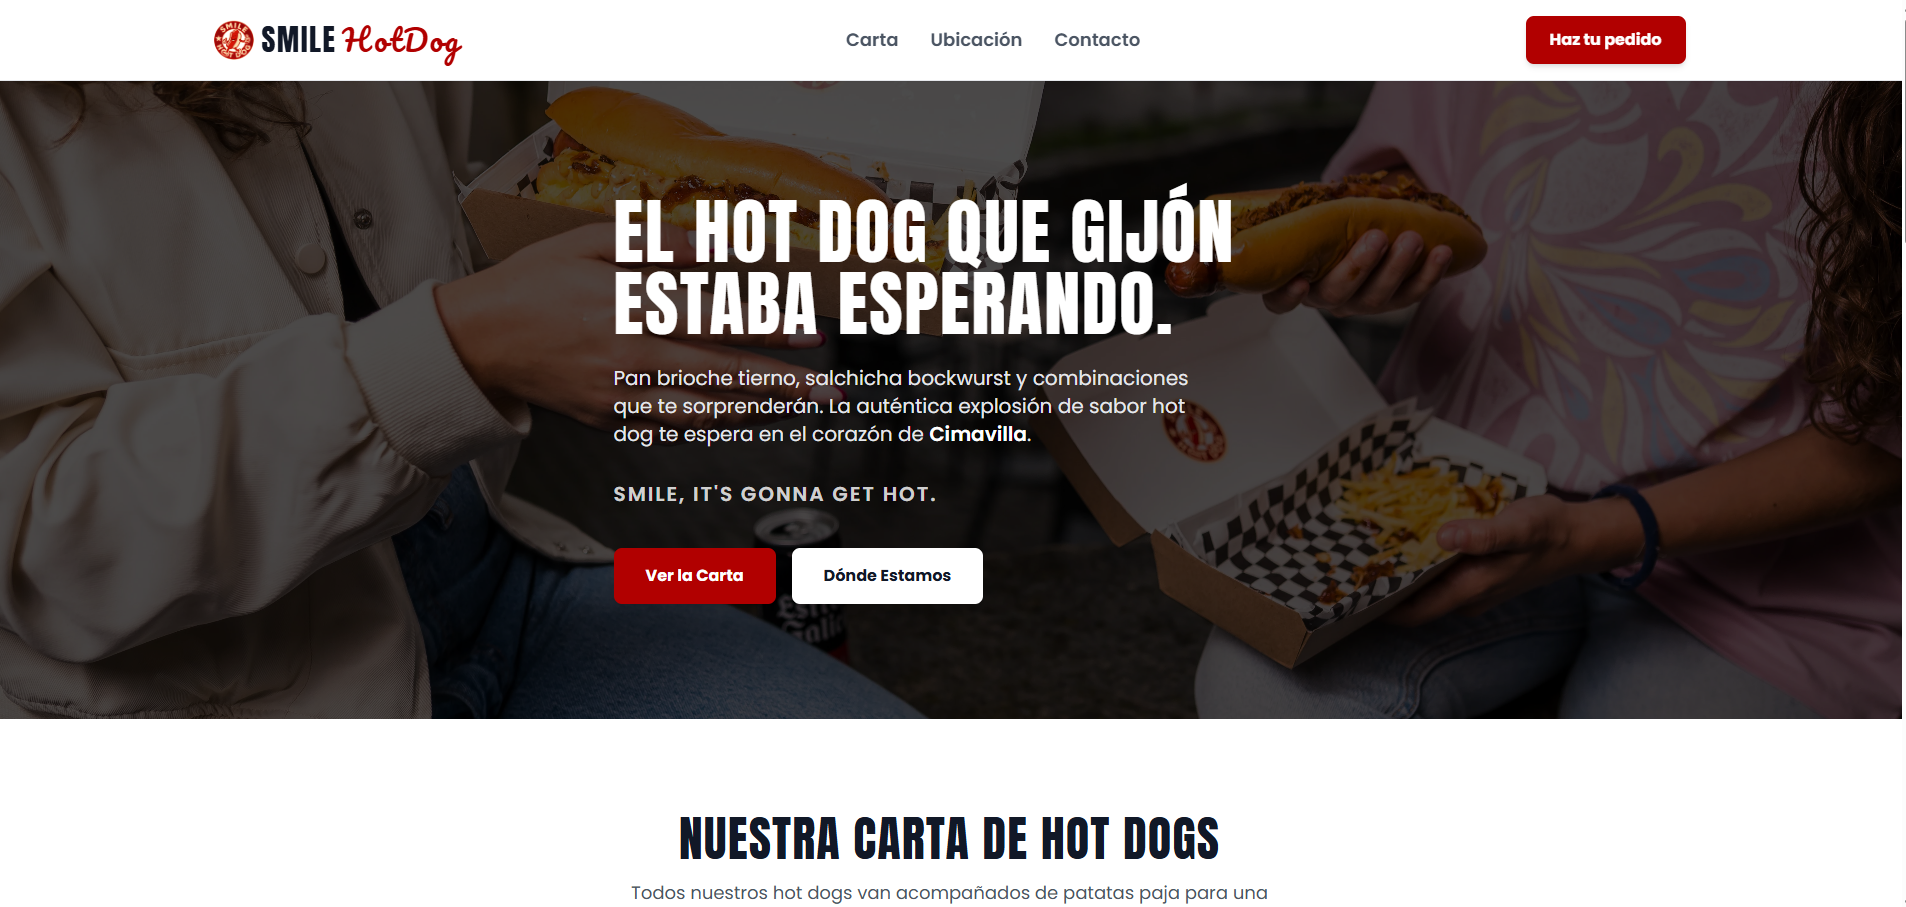 SMILE HotDog
Carta Ubicación Contacto
Haz tu pedido
EL HOT DOG QUE GIJÓN
ESTABA ESPERANDO.
Pan brioche tierno, salchicha bockwurst y combinaciones
que te sorprenderán. La auténtica explosión de sabor hot
dog te espera en el corazón de Cimavilla.
SMILE, IT'S GONNA GET HOT.
Ver la Carta Dónde Estamos
NUESTRA CARTA DE HOT DOGS
Todos nuestros hot dogs van acompañados de patatas paja para una